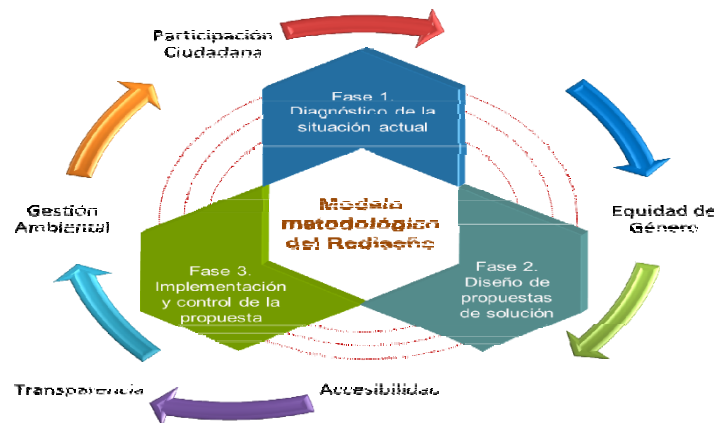 Participación
Ciudadana
Fase 1.
Diagnóstico de la
situación actual
Modelo
metodológico
del Rediseño
Gestión
Ambiental
Equidad de
Género
Fase 3.
Implementación
y control de la
propuesta
Fase 2.
Diseño de
propuestas
de solución
Transparencia
Accesibilidad